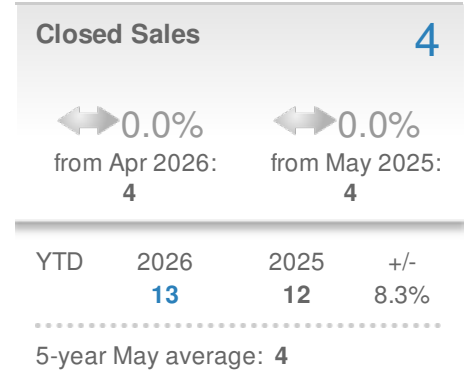 Closed Sales 4
0.0% 0.0%
from Apr 2026: from May 2025:
4 4
YTD 2026 2025 +/-
13 12 8.3%
5-year May average: 4